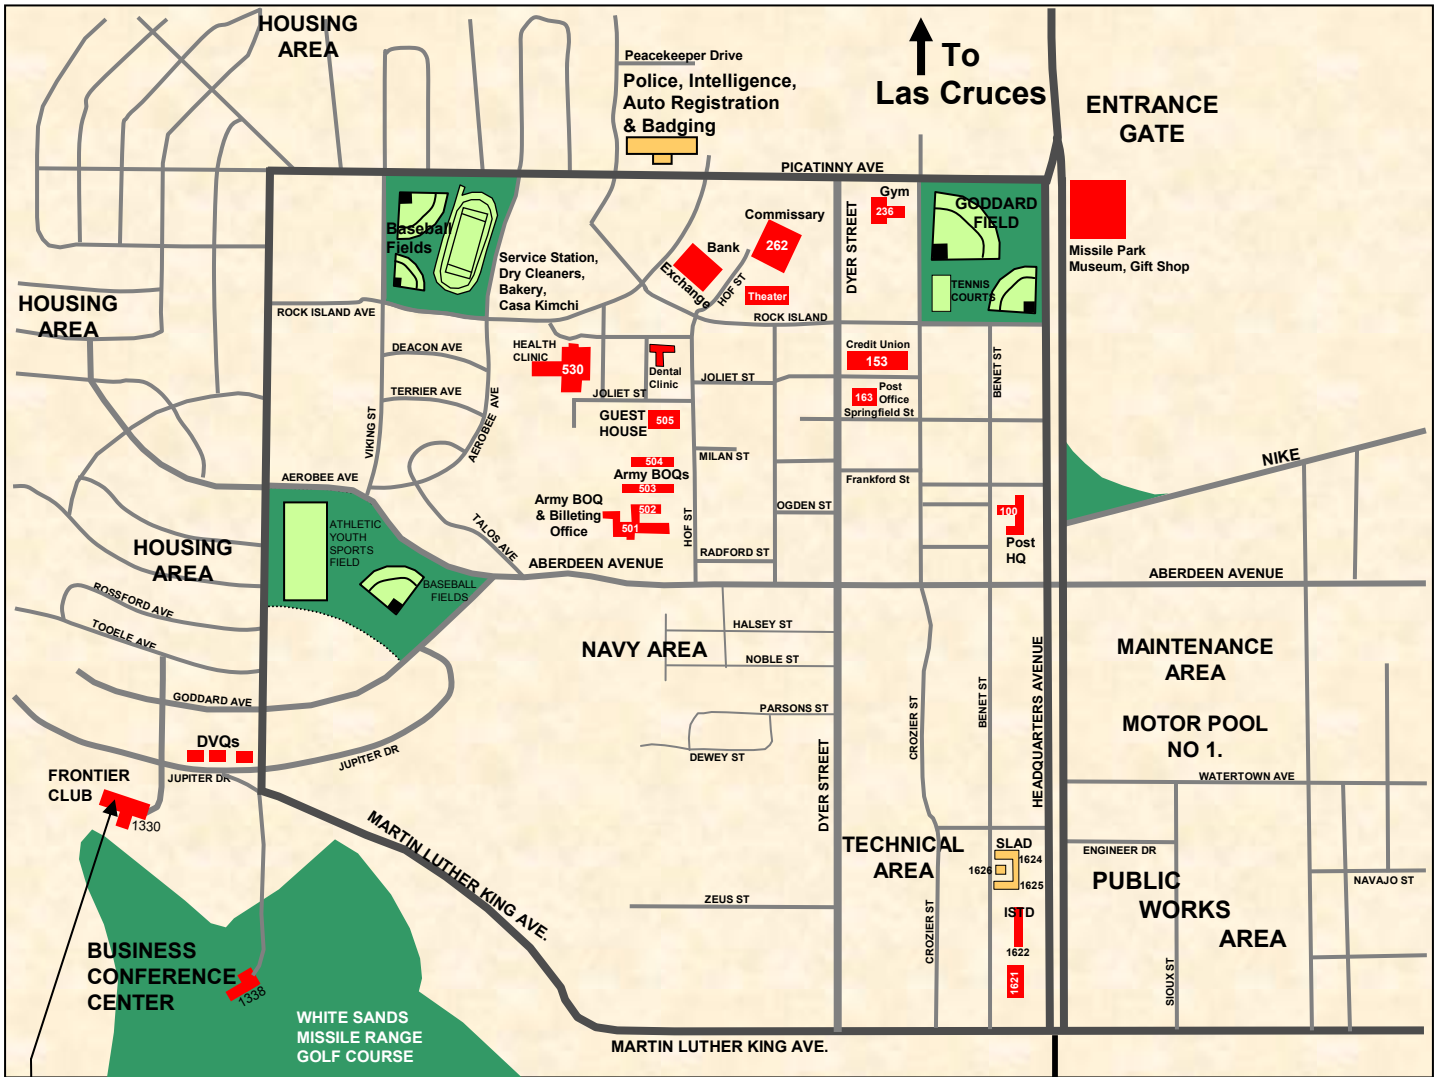 HOUSING
AREA
To
Las Cruces
Peacekeeper Drive
Police, Intelligence,
Auto Registration
& Badging
ENTRANCE
GATE
PICATINNY AVE
Gym
236
GODDARD
FIELD
DYER STREET
Commissary
262
Bank
Exchange
HOF ST
Theater
Baseball
Fields
Service Station,
Dry Cleaners,
Bakery,
Casa Kimchi
Missile Park
Museum, Gift Shop
TENNIS
COURTS
HOUSING
AREA
ROCK ISLAND AVE
ROCK ISLAND
DEACON AVE
HEALTH
CLINIC
530
Dental
Clinic
Credit Union
153
BENET ST
JOLIET ST
JOLIET ST
TERRIER AVE
163
Post
Office
Springfield St
VIKING ST
AEROBEE AVE
GUEST
HOUSE
505
MILAN ST
504
Army BOQs
503
NIKE
AEROBEE AVE
Frankford St
Army BOQ
& Billeting
Office
502
501
HOF ST
OGDEN ST
100
Post
HQ
ATHLETIC
YOUTH
SPORTS
FIELD
TALOS AVE
HOUSING
AREA
RADFORD ST
ABERDEEN AVENUE
ABERDEEN AVENUE
BASEBALL
FIELDS
ROSSFORD AVE
TOOELE AVE
HALSEY ST
NAVY AREA
NOBLE ST
MAINTENANCE
AREA
GODDARD AVE
PARSONS ST
CROZIER ST
BENET ST
HEADQUARTERS AVENUE
MOTOR POOL
NO 1.
DVQs
JUPITER DR
JUPITER DR
DEWEY ST
DYER STREET
WATERTOWN AVE
FRONTIER
CLUB
1330
MARTIN LUTHER KING AVE.
TECHNICAL
AREA
SLAD
1624
1626
1625
ENGINEER DR
PUBLIC
WORKS
AREA
NAVAJO ST
ZEUS ST
CROZIER ST
ISTD
1622
1621
SIOUX ST
BUSINESS
CONFERENCE
CENTER
1338
WHITE SANDS
MISSILE RANGE
GOLF COURSE
MARTIN LUTHER KING AVE.